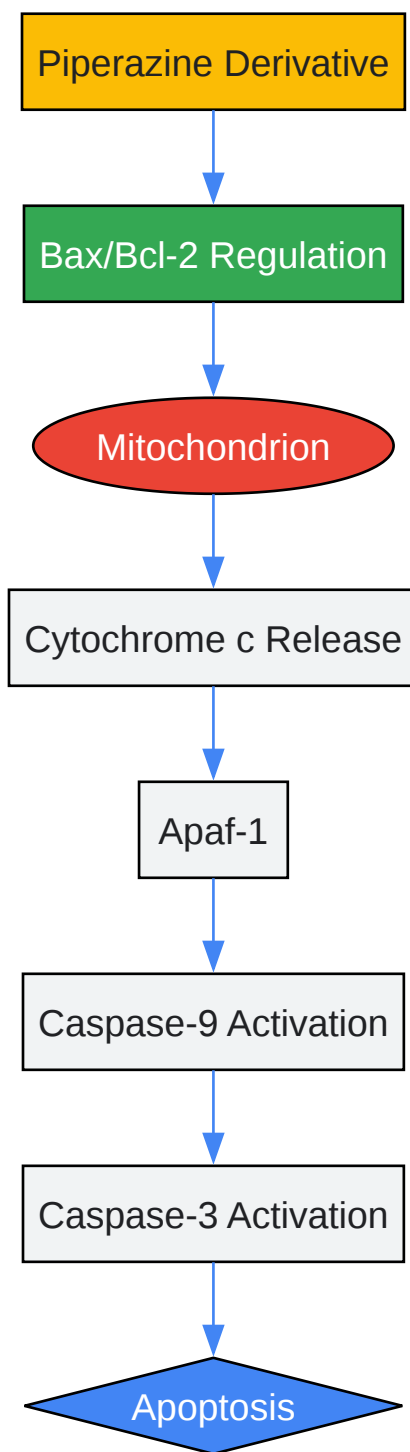 Piperazine Derivative
Bax/Bcl-2 Regulation
Mitochondrion
Cytochrome c Release
Apaf-1
Caspase-9 Activation
Caspase-3 Activation
Apoptosis